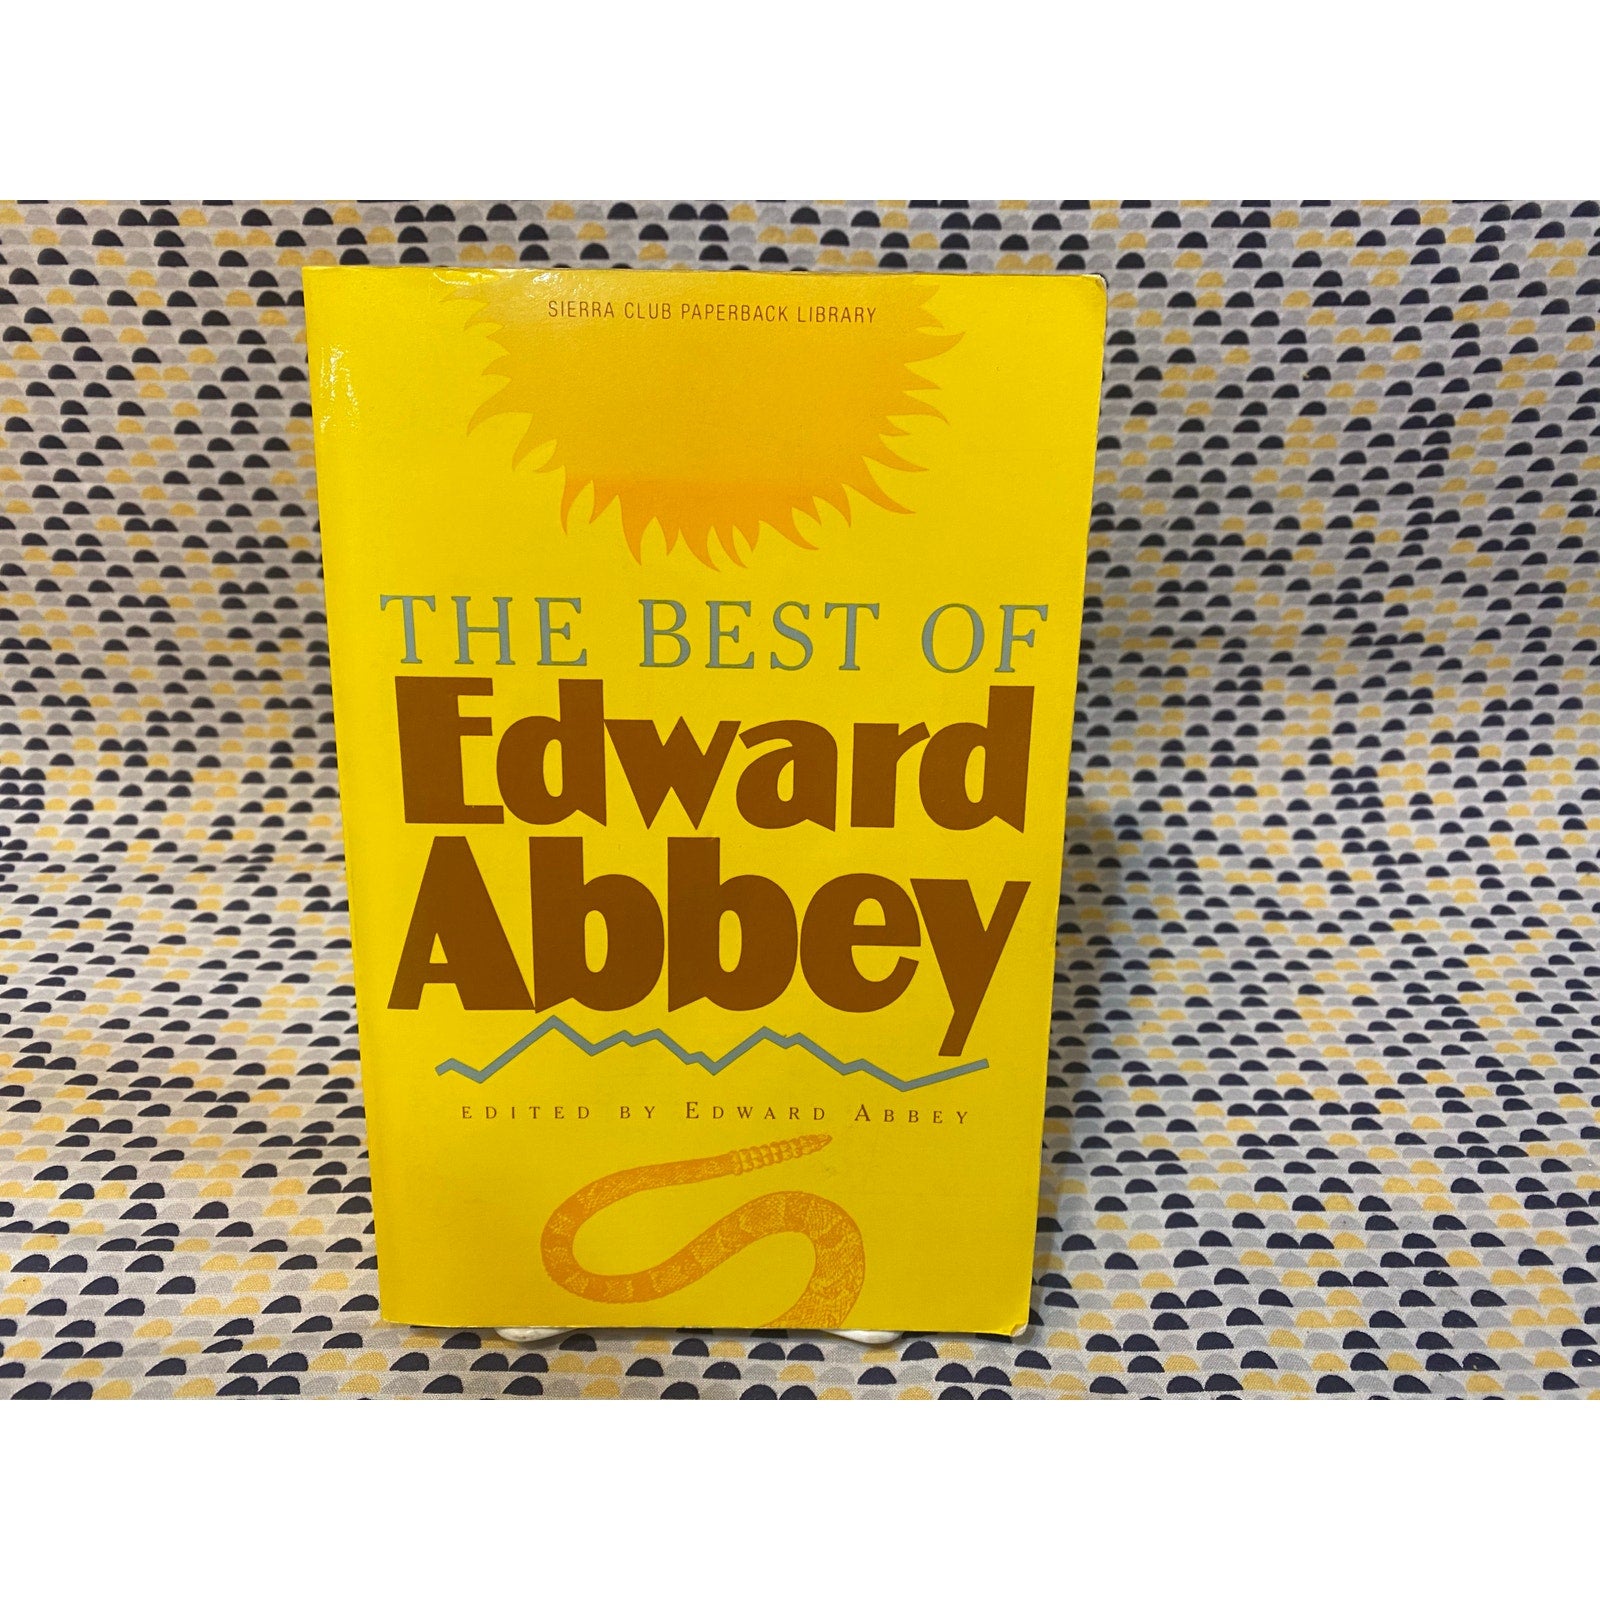 SIERRA CLUB PAPERBACK LIBRARY
THE BEST OF
Edward
Abbey
EDITED BY EDWARD ABBEY